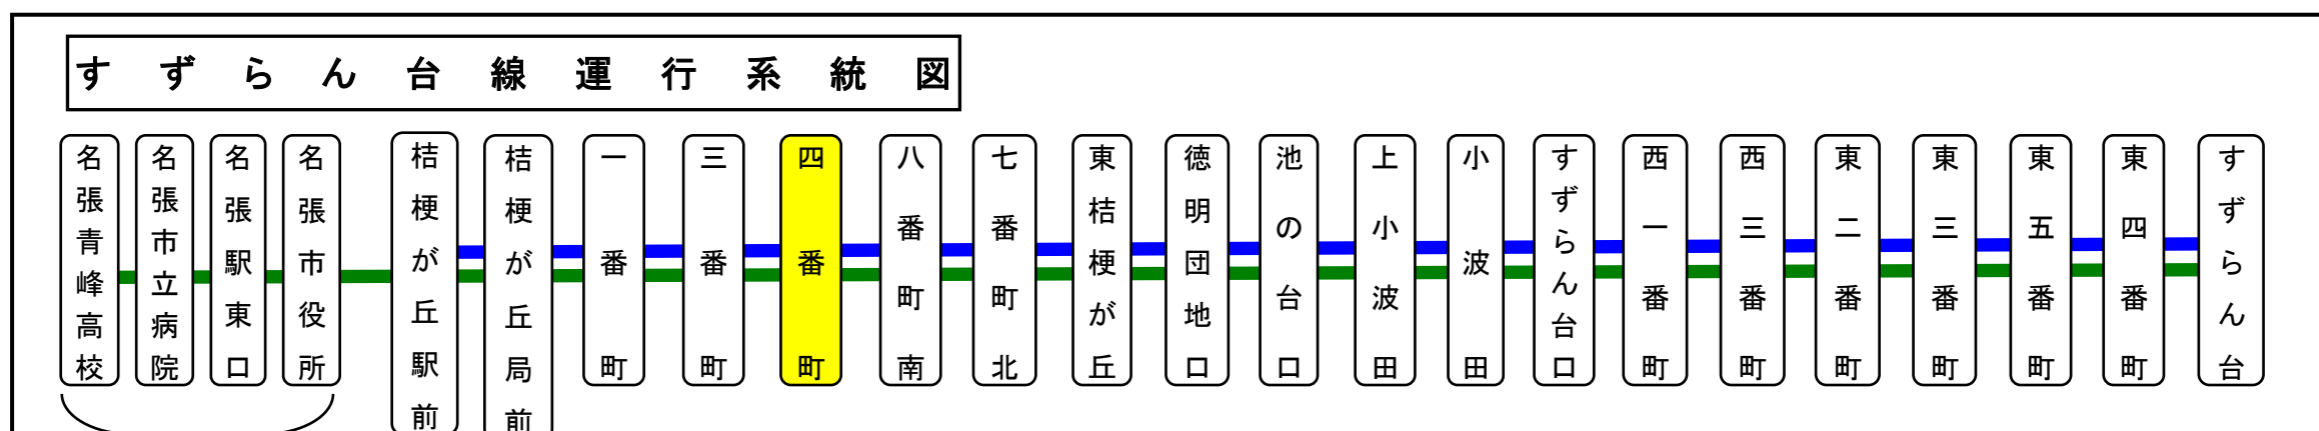 すずらん台線運行系統図
名張青峰高校
名張市立病院
名張駅東口
名張市役所
桔梗が丘駅前
桔梗が丘局前
一番町
三番町
四番町
八番町南
七番町北
東桔梗が丘
徳明団地口
池の台口
上小波田
小波田
すずらん台口
西一番町
西三番町
東二番町
東三番町
東五番町
東四番町
すずらん台